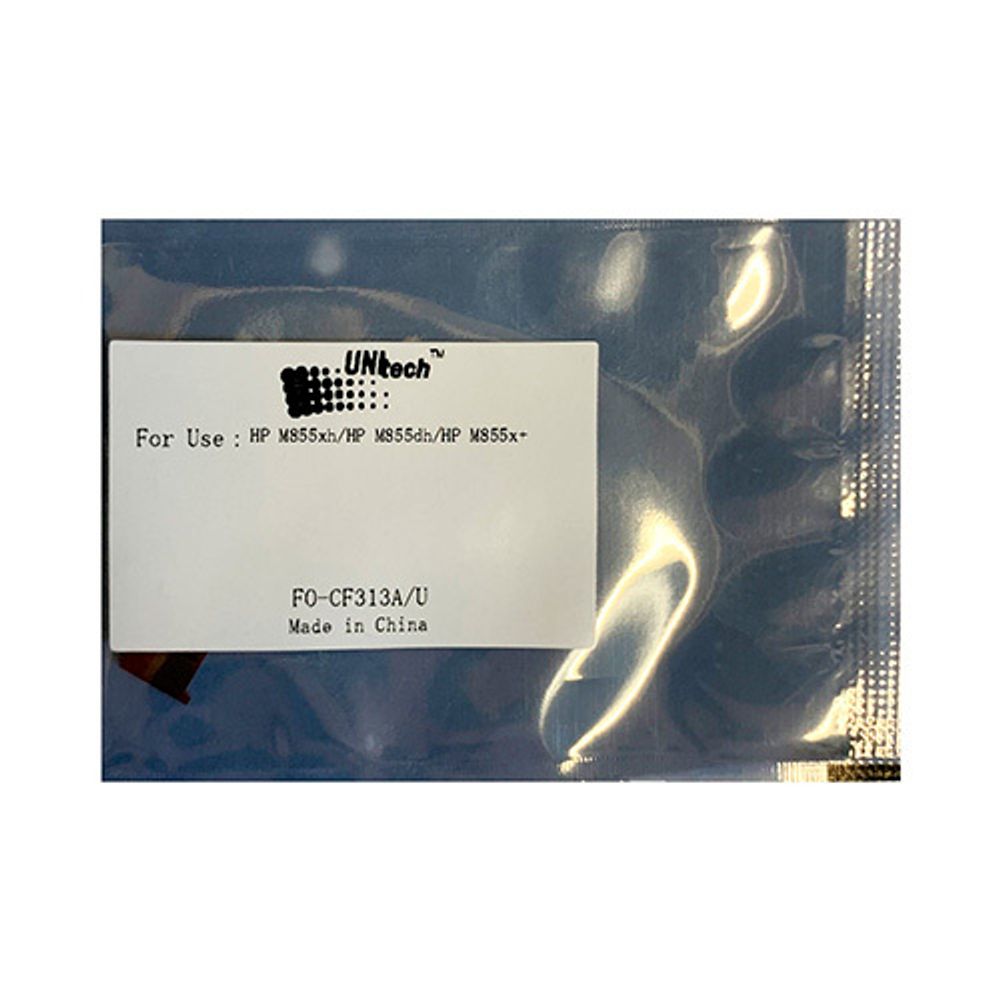 UNItech™
For Use : HP M855xh/HP M855dh/HP M855x+
FO-CF313A/U
Made in China